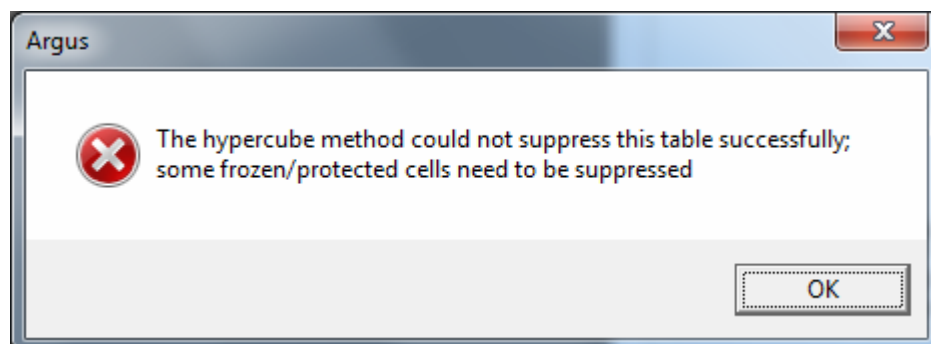 Argus
The hypercube method could not suppress this table successfully;
some frozen/protected cells need to be suppressed
OK